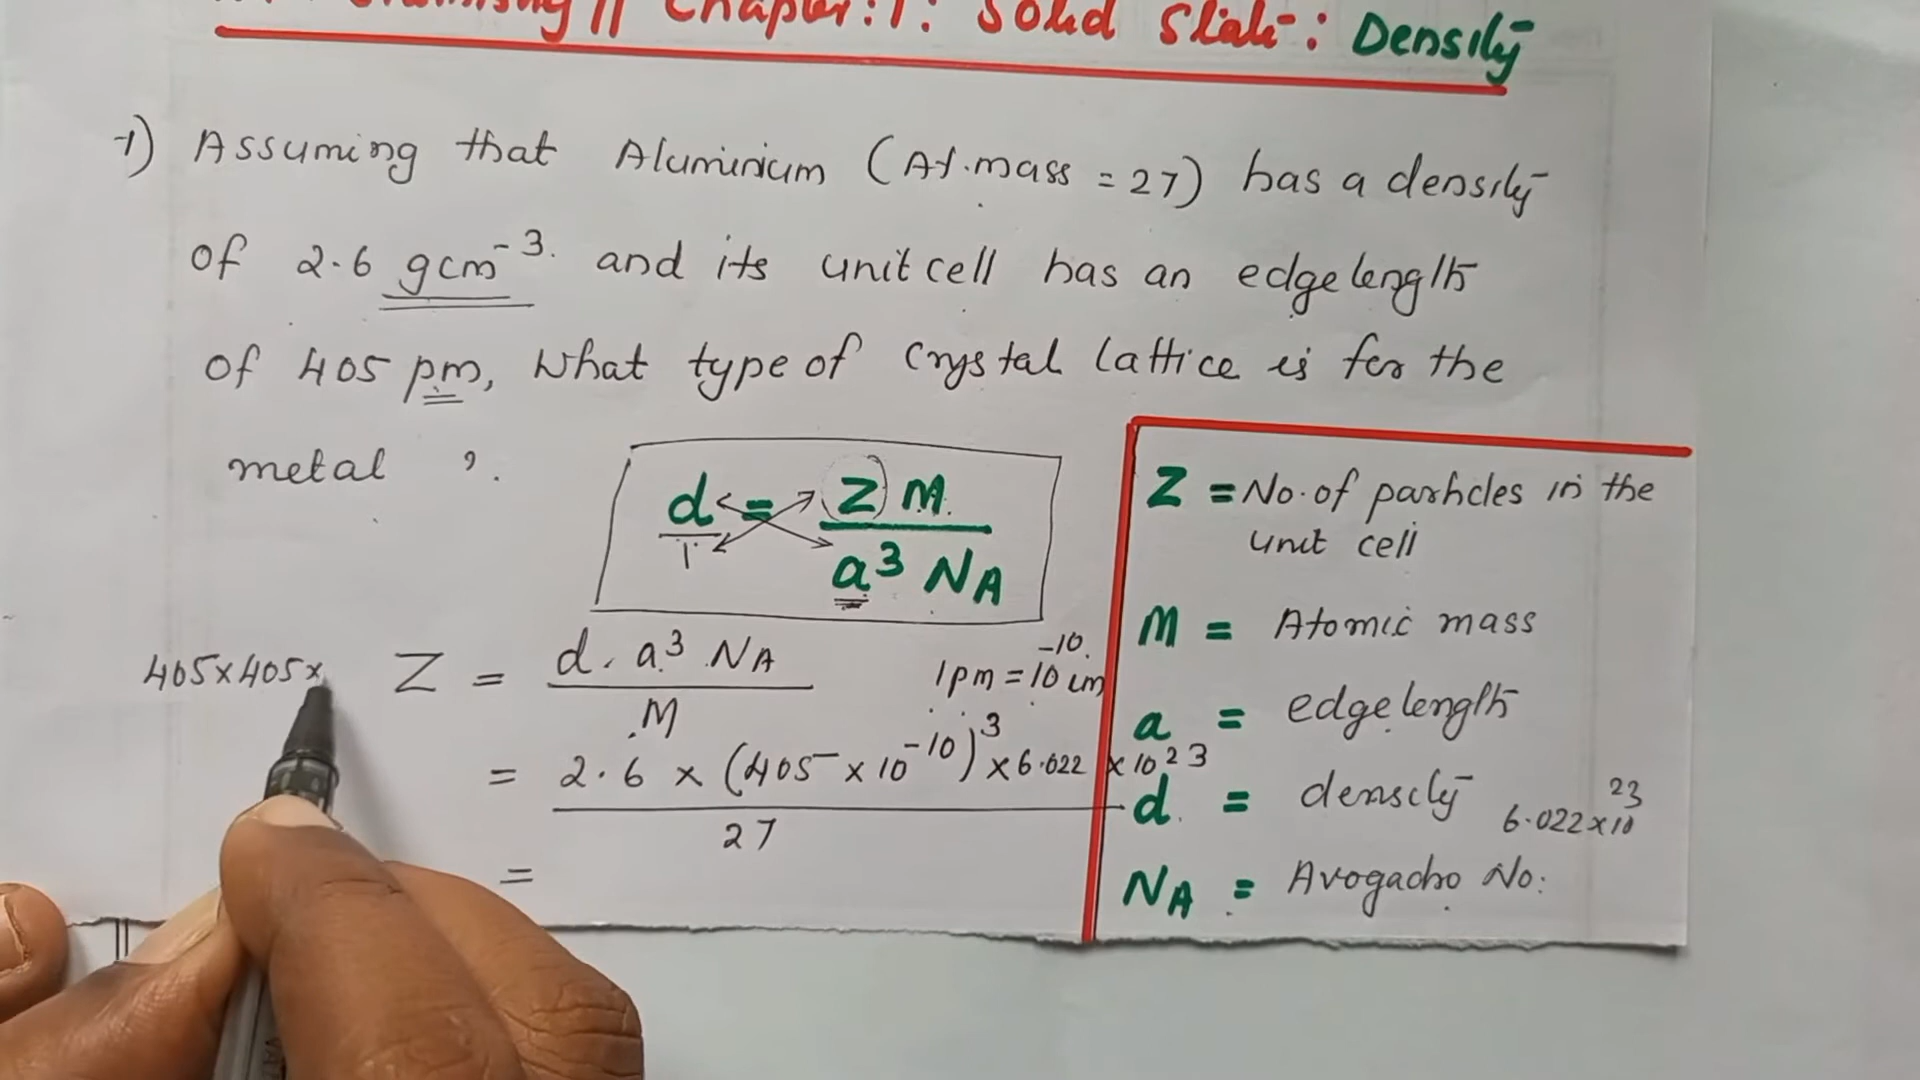 Chapter: 1: Solid State: Density
1) Assuming that Aluminium (At.mass = 27) has a density
of 2.6 gcm⁻³. and its unit cell has an edge length
of 405 pm, What type of Crystal lattice is for the
metal ?
d/1 = Z M / a³ NA
Z = No. of particles in the
unit cell
M = Atomic mass
a = edge length
d = density 6.022×10²³
NA = Avogadro No:
405×405×
Z = d. a³ NA / M
1pm = 10⁻¹⁰ cm
= 2.6 × (405 × 10⁻¹⁰)³ × 6.022 × 10²³ / 27
=